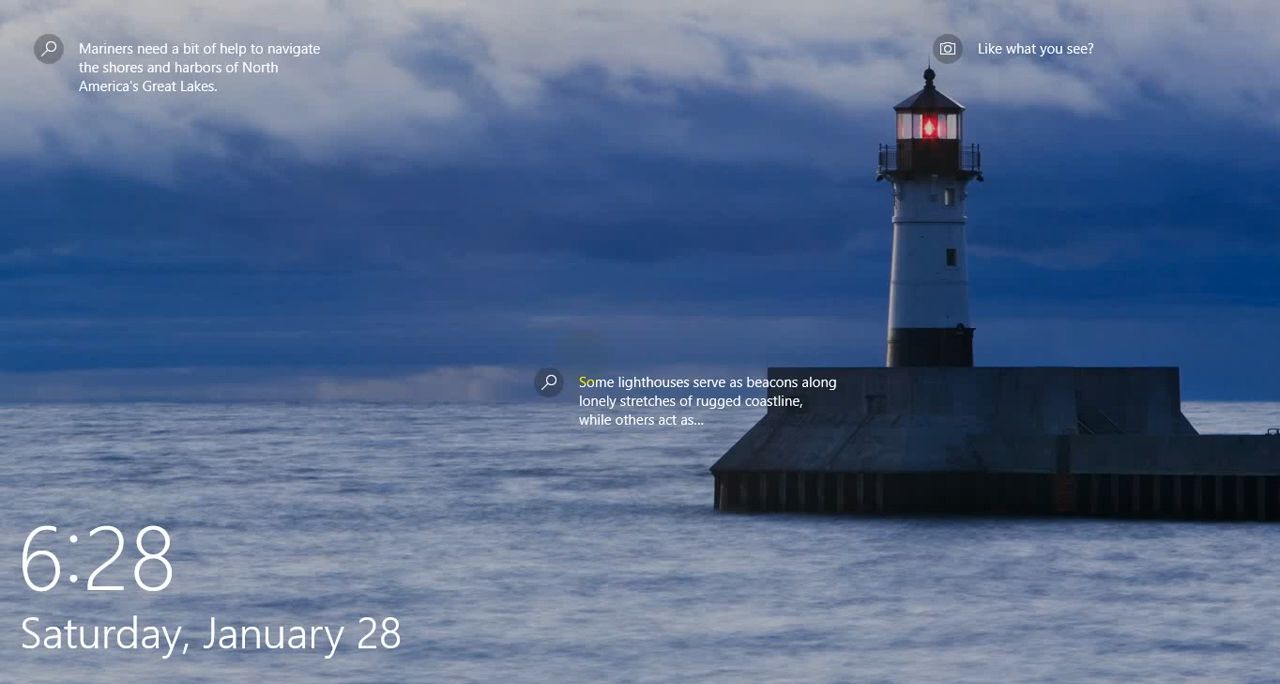 Mariners need a bit of help to navigate
the shores and harbors of North
America's Great Lakes.
Like what you see?
Some lighthouses serve as beacons along
lonely stretches of rugged coastline,
while others act as...
6:28
Saturday, January 28